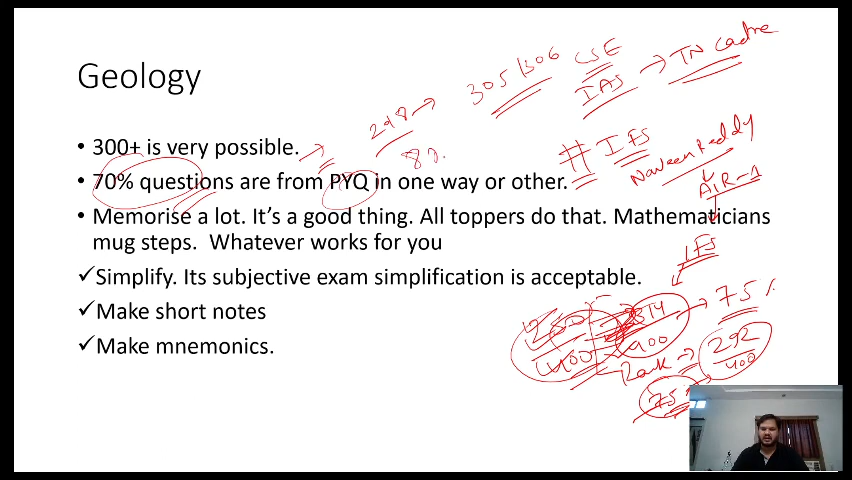 Geology
• 300+ is very possible.
• 70% questions are from PYQ in one way or other.
• Memorise a lot. It's a good thing. All toppers do that. Mathematicians
mug steps.  Whatever works for you
✓Simplify. Its subjective exam simplification is acceptable.
✓Make short notes
✓Make mnemonics.
298 → 305/306
CSE
IAS → TN Cadre
# IFS
Naveen Reddy
AIR-1
IFS
75%
400
Rank → 292
400
75